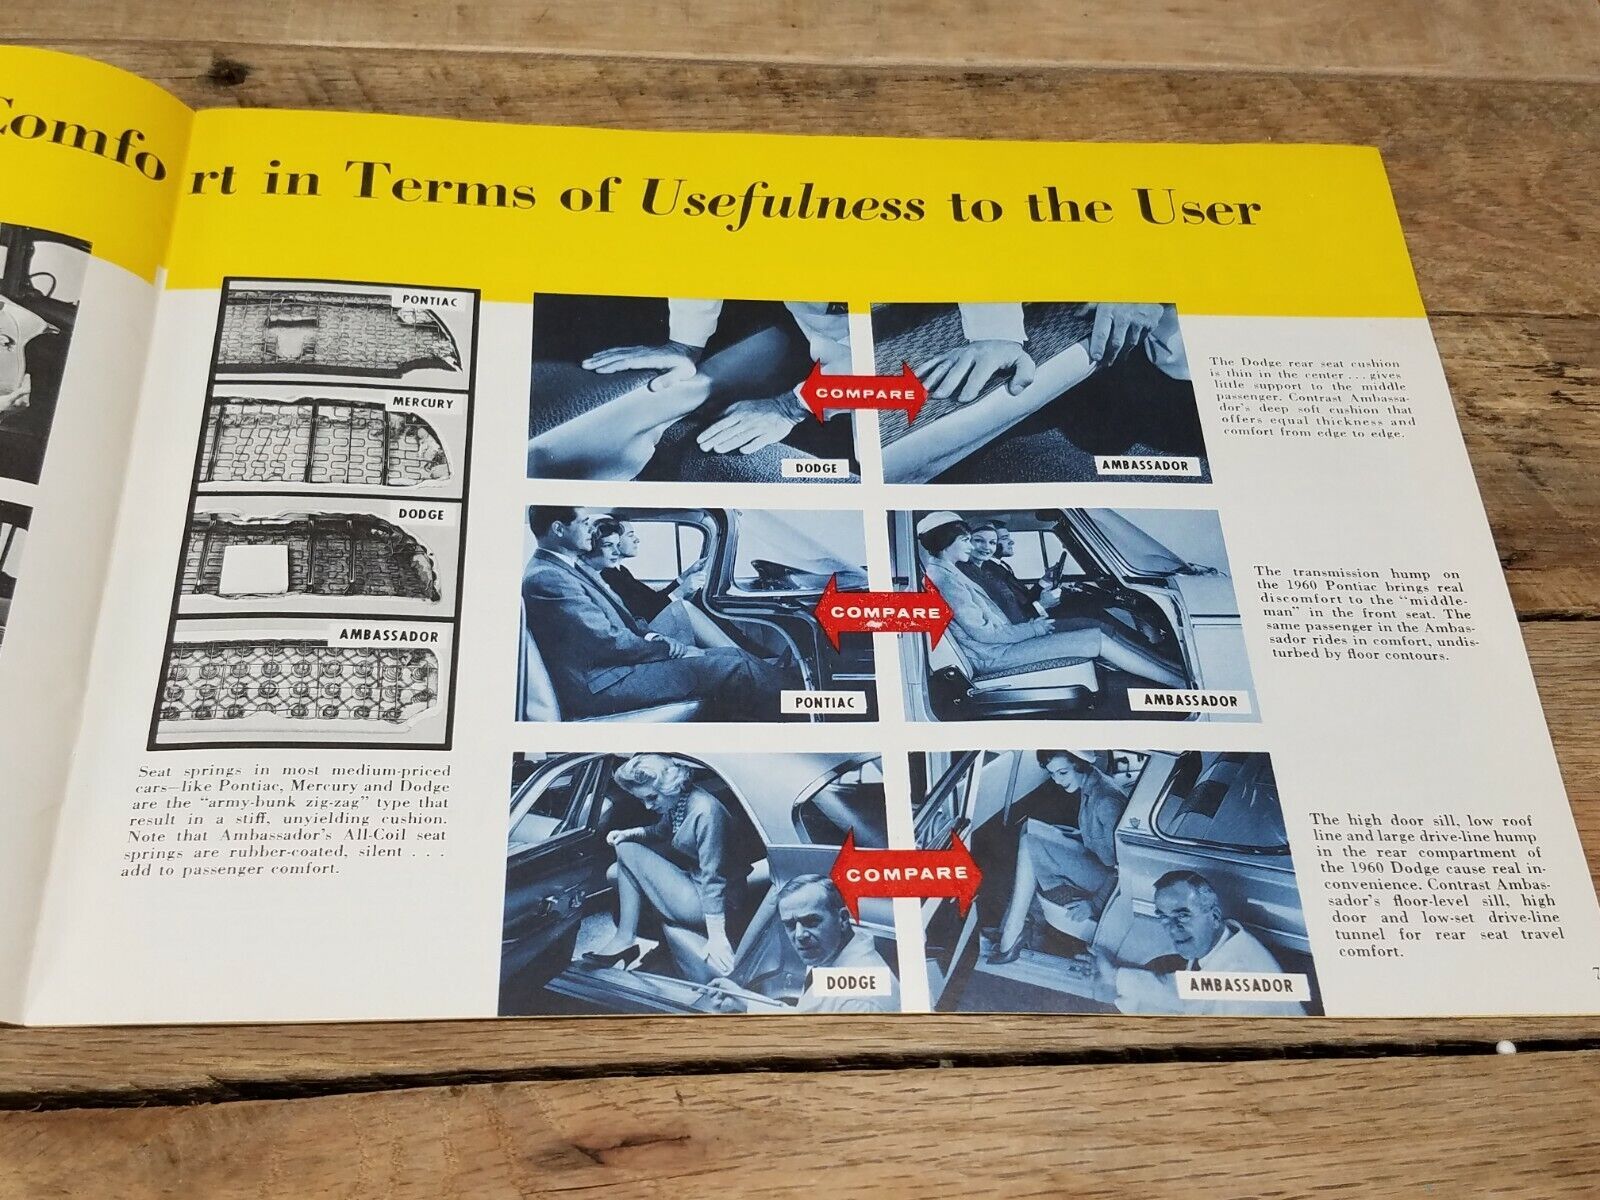 Comfort in Terms of Usefulness to the User
PONTIAC
MERCURY
DODGE
AMBASSADOR
Seat springs in most medium-priced
cars—like Pontiac, Mercury and Dodge
are the "army-bunk zig-zag" type that
result in a stiff, unyielding cushion.
Note that Ambassador's All-Coil seat
springs are rubber-coated, silent . . .
add to passenger comfort.
COMPARE
DODGE
AMBASSADOR
The Dodge rear seat cushion
is thin in the center . . . gives
little support to the middle
passenger. Contrast Ambassa-
dor's deep soft cushion that
offers equal thickness and
comfort from edge to edge.
COMPARE
PONTIAC
AMBASSADOR
The transmission hump on
the 1960 Pontiac brings real
discomfort to the "middle-
man" in the front seat. The
same passenger in the Ambas-
sador rides in comfort, undis-
turbed by floor contours.
COMPARE
DODGE
AMBASSADOR
The high door sill, low roof
line and large drive-line hump
in the rear compartment of
the 1960 Dodge cause real in-
convenience. Contrast Ambas-
sador's floor-level sill, high
door and low-set drive-line
tunnel for rear seat travel
comfort.
7